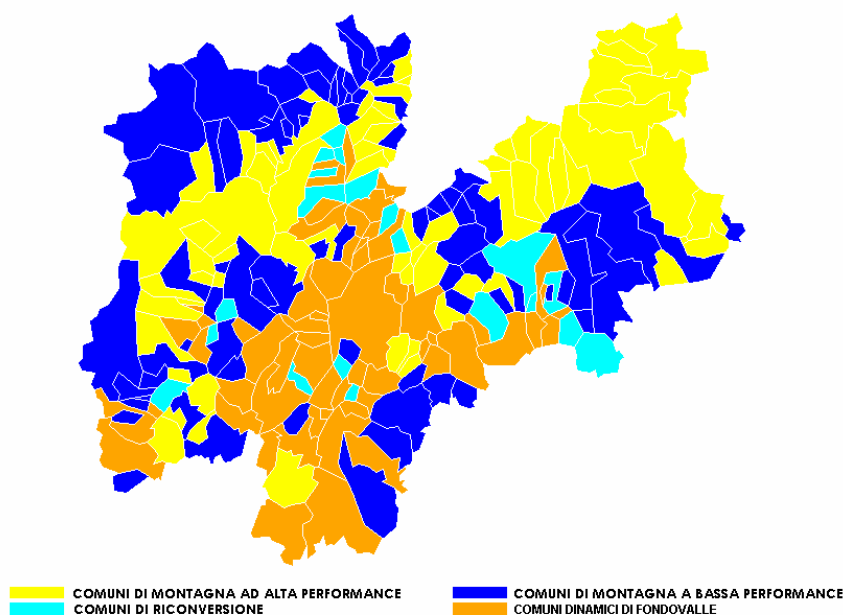 COMUNI DI MONTAGNA AD ALTA PERFORMANCE
COMUNI DI MONTAGNA A BASSA PERFORMANCE
COMUNI DI RICONVERSIONE
COMUNI DINAMICI DI FONDOVALLE